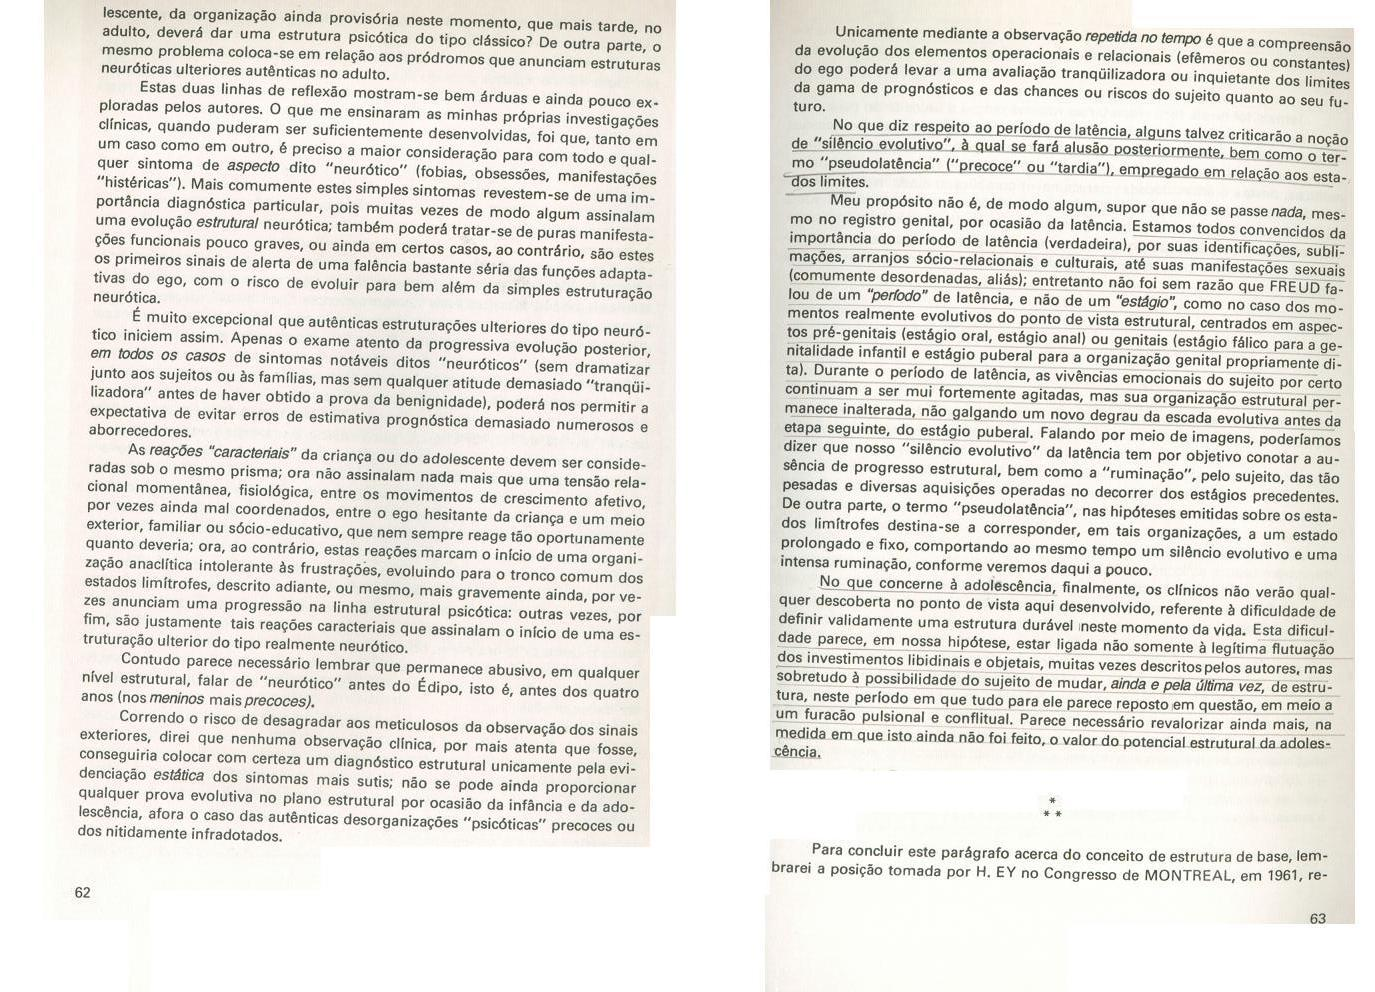 lescente, da organização ainda provisória neste momento, que mais tarde, no
adulto, deverá dar uma estrutura psicótica do tipo clássico? De outra parte, o
mesmo problema coloca-se em relação aos pródromos que anunciam estruturas
neuróticas ulteriores autênticas no adulto.
Estas duas linhas de reflexão mostram-se bem árduas e ainda pouco ex-
ploradas pelos autores. O que me ensinaram as minhas próprias investigações
clínicas, quando puderam ser suficientemente desenvolvidas, foi que, tanto em
um caso como em outro, é preciso a maior consideração para com todo e qual-
quer sintoma de aspecto dito "neurótico" (fobias, obsessões, manifestações
"histéricas"). Mais comumente estes simples sintomas revestem-se de uma im-
portância diagnóstica particular, pois muitas vezes de modo algum assinalam
uma evolução estrutural neurótica; também poderá tratar-se de puras manifesta-
ções funcionais pouco graves, ou ainda em certos casos, ao contrário, são estes
os primeiros sinais de alerta de uma falência bastante séria das funções adapta-
tivas do ego, com o risco de evoluir para bem além da simples estruturação
neurótica.
É muito excepcional que autênticas estruturações ulteriores do tipo neuró-
tico iniciem assim. Apenas o exame atento da progressiva evolução posterior,
em todos os casos de sintomas notáveis ditos "neuróticos" (sem dramatizar
junto aos sujeitos ou às famílias, mas sem qualquer atitude demasiado "tranqüi-
lizadora" antes de haver obtido a prova da benignidade), poderá nos permitir a
expectativa de evitar erros de estimativa prognóstica demasiado numerosos e
aborrecedores.
As reações "caracteriais" da criança ou do adolescente devem ser conside-
radas sob o mesmo prisma; ora não assinalam nada mais que uma tensão rela-
cional momentânea, fisiológica, entre os movimentos de crescimento afetivo,
por vezes ainda mal coordenados, entre o ego hesitante da criança e um meio
exterior, familiar ou sócio-educativo, que nem sempre reage tão oportunamente
quanto deveria; ora, ao contrário, estas reações marcam o início de uma organi-
zação anaclítica intolerante às frustrações, evoluindo para o tronco comum dos
estados limítrofes, descrito adiante, ou mesmo, mais gravemente ainda, por ve-
zes anunciam uma progressão na linha estrutural psicótica: outras vezes, por
fim, são justamente tais reações caracteriais que assinalam o início de uma es-
truturação ulterior do tipo realmente neurótico.
Contudo parece necessário lembrar que permanece abusivo, em qualquer
nível estrutural, falar de "neurótico" antes do Édipo, isto é, antes dos quatro
anos (nos meninos mais precoces).
Correndo o risco de desagradar aos meticulosos da observação dos sinais
exteriores, direi que nenhuma observação clínica, por mais atenta que fosse,
conseguiria colocar com certeza um diagnóstico estrutural unicamente pela evi-
denciação estática dos sintomas mais sutis; não se pode ainda proporcionar
qualquer prova evolutiva no plano estrutural por ocasião da infância e da ado-
lescência, afora o caso das autênticas desorganizações "psicóticas" precoces ou
dos nitidamente infradotados.
62
Unicamente mediante a observação repetida no tempo é que a compreensão
da evolução dos elementos operacionais e relacionais (efêmeros ou constantes)
do ego poderá levar a uma avaliação tranqüilizadora ou inquietante dos limites
da gama de prognósticos e das chances ou riscos do sujeito quanto ao seu fu-
turo.
No que diz respeito ao período de latência, alguns talvez criticarão a noção
de "silêncio evolutivo", à qual se fará alusão posteriormente, bem como o ter-
mo "pseudolatência" ("precoce" ou "tardia"), empregado em relação aos esta-
dos limites.
Meu propósito não é, de modo algum, supor que não se passe nada, mes-
mo no registro genital, por ocasião da latência. Estamos todos convencidos da
importância do período de latência (verdadeira), por suas identificações, subli-
mações, arranjos sócio-relacionais e culturais, até suas manifestações sexuais
(comumente desordenadas, aliás); entretanto não foi sem razão que FREUD fa-
lou de um "período" de latência, e não de um "estágio", como no caso dos mo-
mentos realmente evolutivos do ponto de vista estrutural, centrados em aspec-
tos pré-genitais (estágio oral, estágio anal) ou genitais (estágio fálico para a ge-
nitalidade infantil e estágio puberal para a organização genital propriamente di-
ta). Durante o período de latência, as vivências emocionais do sujeito por certo
continuam a ser mui fortemente agitadas, mas sua organização estrutural per-
manece inalterada, não galgando um novo degrau da escada evolutiva antes da
etapa seguinte, do estágio puberal. Falando por meio de imagens, poderíamos
dizer que nosso "silêncio evolutivo" da latência tem por objetivo conotar a au-
sência de progresso estrutural, bem como a "ruminação", pelo sujeito, das tão
pesadas e diversas aquisições operadas no decorrer dos estágios precedentes.
De outra parte, o termo "pseudolatência", nas hipóteses emitidas sobre os esta-
dos limítrofes destina-se a corresponder, em tais organizações, a um estado
prolongado e fixo, comportando ao mesmo tempo um silêncio evolutivo e uma
intensa ruminação, conforme veremos daqui a pouco.
No que concerne à adolescência, finalmente, os clínicos não verão qual-
quer descoberta no ponto de vista aqui desenvolvido, referente à dificuldade de
definir validamente uma estrutura durável neste momento da vida. Esta dificul-
dade parece, em nossa hipótese, estar ligada não somente à legítima flutuação
dos investimentos libidinais e objetais, muitas vezes descritos pelos autores, mas
sobretudo à possibilidade do sujeito de mudar, ainda e pela última vez, de estru-
tura, neste período em que tudo para ele parece reposto em questão, em meio a
um furacão pulsional e conflitual. Parece necessário revalorizar ainda mais, na
medida em que isto ainda não foi feito, o valor do potencial estrutural da adoles-
cência.
*
* *
Para concluir este parágrafo acerca do conceito de estrutura de base, lem-
brarei a posição tomada por H. EY no Congresso de MONTREAL, em 1961, re-
63